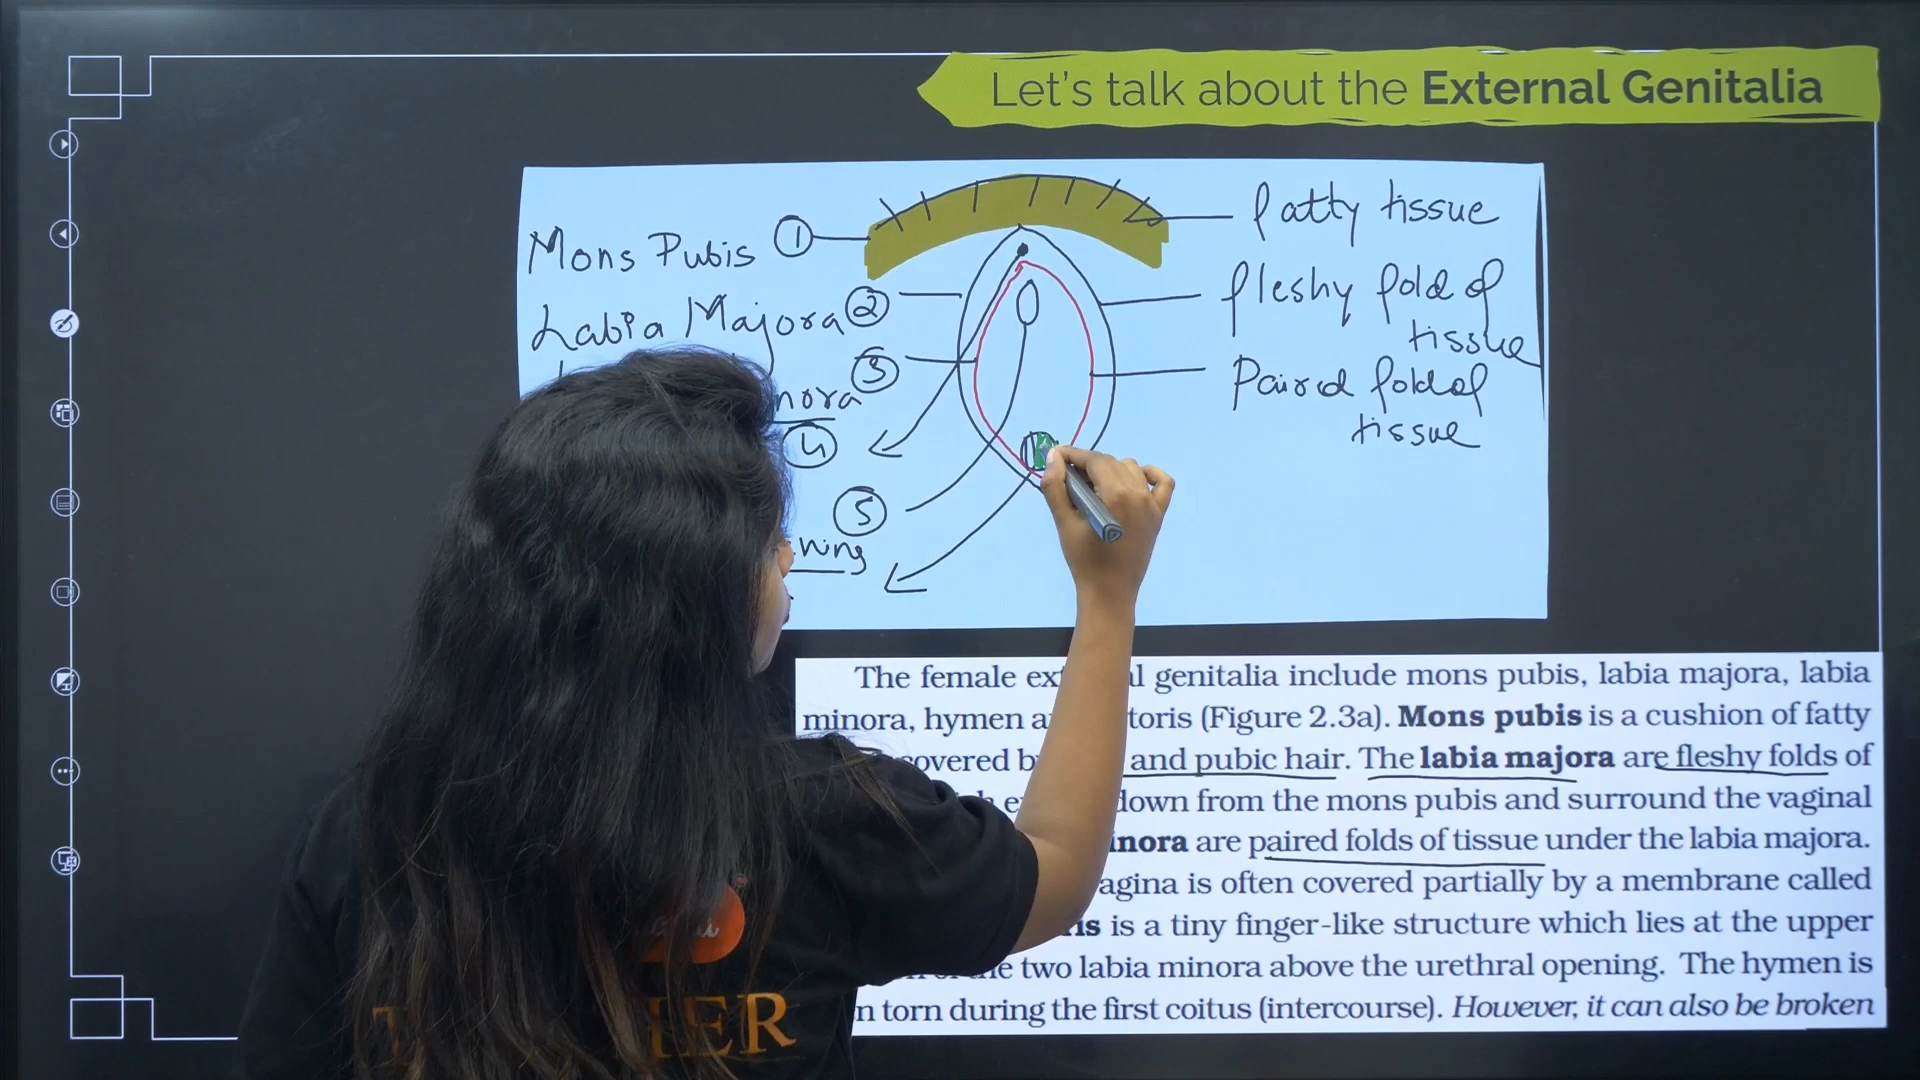 Let's talk about the External Genitalia
Mons Pubis 1
fatty tissue
Labia Majora 2
fleshy fold of
tissue
3
nora
Paired fold of
tissue
4
5
ning
The female ex l genitalia include mons pubis, labia majora, labia
minora, hymen a toris (Figure 2.3a). Mons pubis is a cushion of fatty
covered b and pubic hair. The labia majora are fleshy folds of
down from the mons pubis and surround the vaginal
inora are paired folds of tissue under the labia majora.
agina is often covered partially by a membrane called
is is a tiny finger-like structure which lies at the upper
two labia minora above the urethral opening. The hymen is
n torn during the first coitus (intercourse). However, it can also be broken